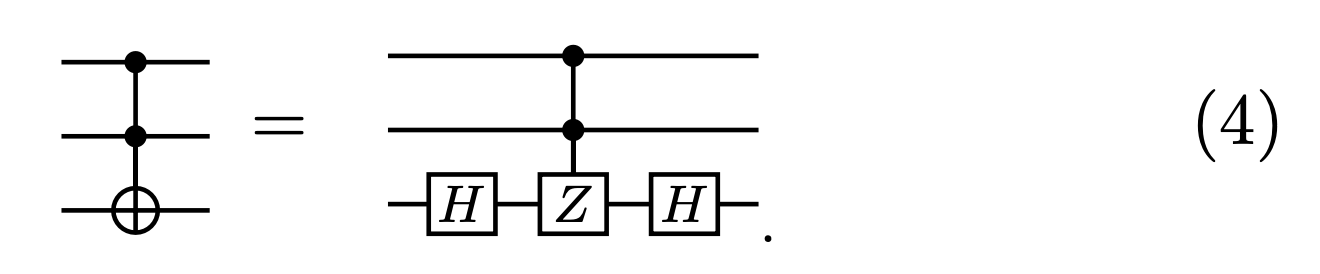 =
(4)
H Z H
.